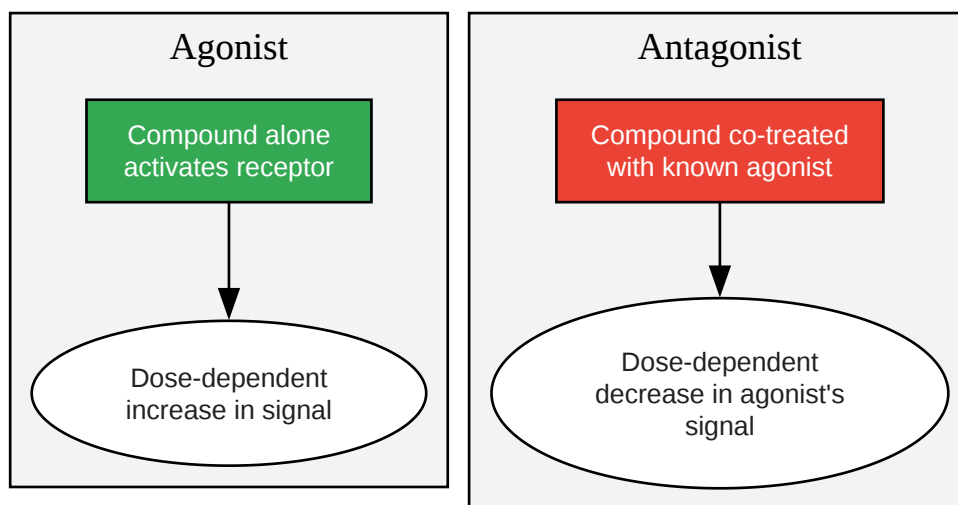 Agonist
Compound alone
activates receptor
Dose-dependent
increase in signal
Antagonist
Compound co-treated
with known agonist
Dose-dependent
decrease in agonist's
signal